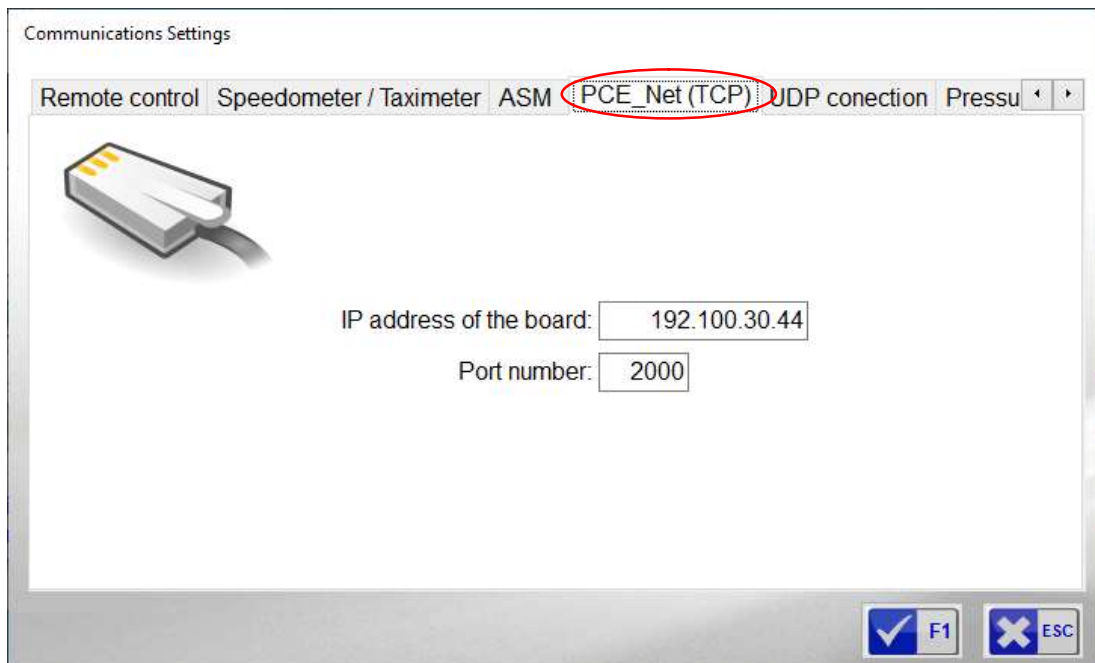 Communications Settings
Remote control Speedometer / Taximeter ASM PCE_Net (TCP) UDP conection Pressu
IP address of the board: 192.100.30.44
Port number: 2000
F1 ESC